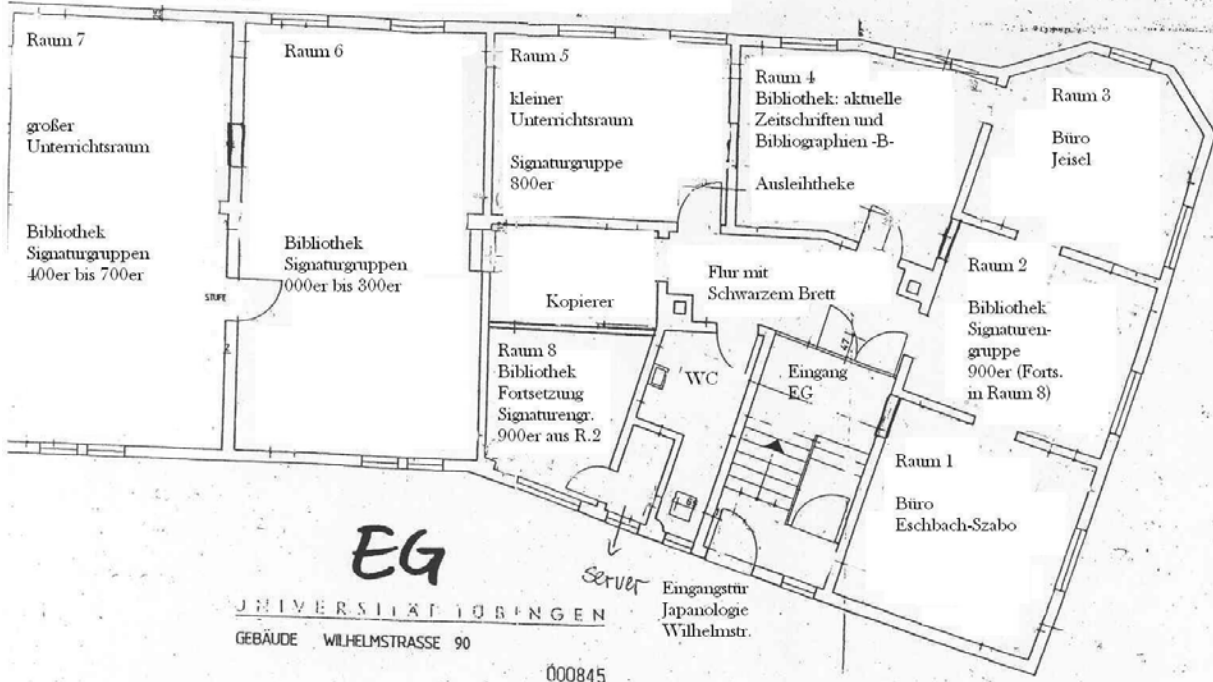 Raum 7
großer
Unterrichtsraum
Bibliothek
Signaturgruppen
400er bis 700er
STUFE
Raum 6
Bibliothek
Signaturgruppen
000er bis 300er
Raum 5
kleiner
Unterrichtsraum
Signaturgruppe
800er
Kopierer
Raum 8
Bibliothek
Fortsetzung
Signaturengr.
900er aus R.2
Raum 4
Bibliothek: aktuelle
Zeitschriften und
Bibliographien -B-
Ausleihtheke
Flur mit
Schwarzem Brett
WC
Eingang
EG
Raum 3
Büro
Jeisel
Raum 2
Bibliothek
Signaturen-
gruppe
900er (Forts.
in Raum 8)
Raum 1
Büro
Eschbach-Szabo
server
Eingangstür
Japanologie
Wilhelmstr.
EG
UNIVERSITÄT TÜBINGEN
GEBÄUDE WILHELMSTRASSE 90
000845